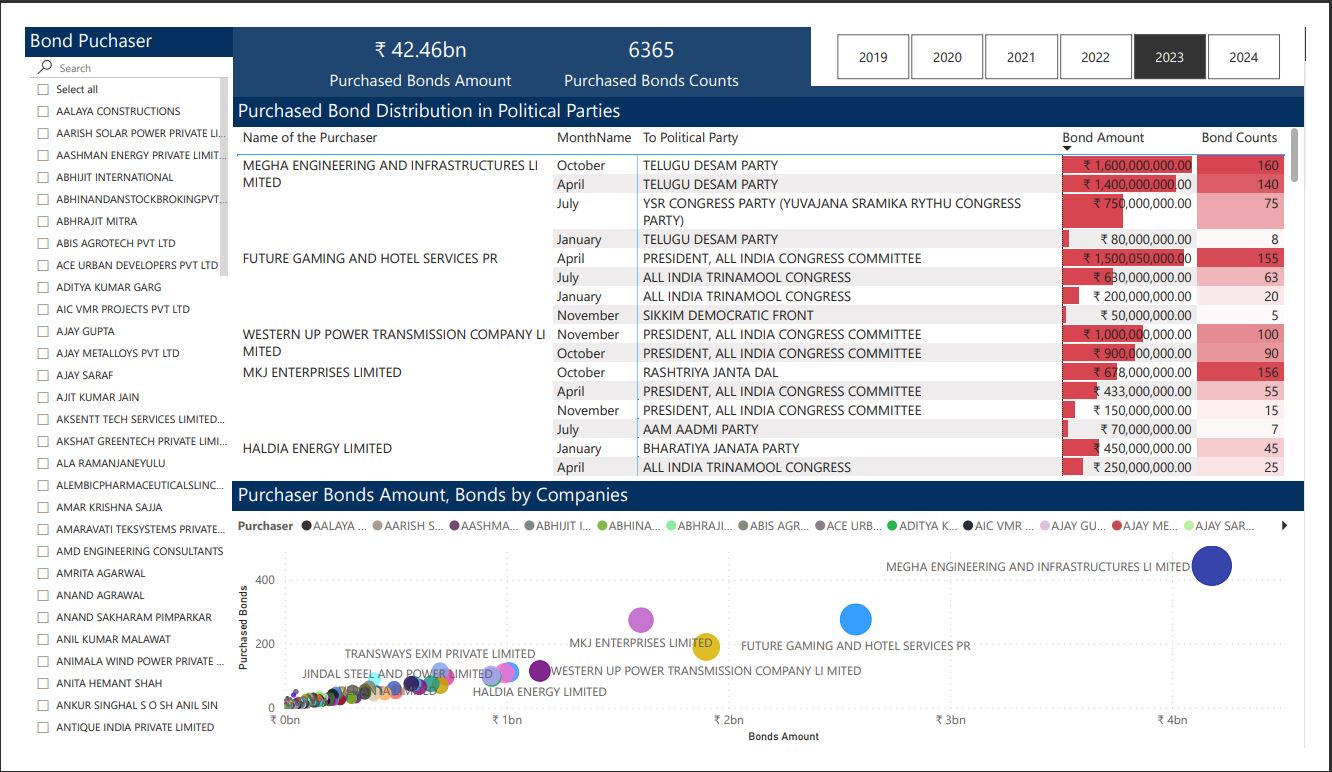 Bond Puchaser
Search
Select all
AALAYA CONSTRUCTIONS
AARISH SOLAR POWER PRIVATE LI...
AASHMAN ENERGY PRIVATE LIMIT...
ABHIJIT INTERNATIONAL
ABHINANDANSTOCKBROKINGPVT...
ABHRAJIT MITRA
ABIS AGROTECH PVT LTD
ACE URBAN DEVELOPERS PVT LTD
ADITYA KUMAR GARG
AIC VMR PROJECTS PVT LTD
AJAY GUPTA
AJAY METALLOYS PVT LTD
AJAY SARAF
AJIT KUMAR JAIN
AKSENTT TECH SERVICES LIMITED...
AKSHAT GREENTECH PRIVATE LIMI...
ALA RAMANJANEYULU
ALEMBICPHARMACEUTICALSLINC...
AMAR KRISHNA SAJJA
AMARAVATI TEKSYSTEMS PRIVATE...
AMD ENGINEERING CONSULTANTS
AMRITA AGARWAL
ANAND AGRAWAL
ANAND SAKHARAM PIMPARKAR
ANIL KUMAR MALAWAT
ANIMALA WIND POWER PRIVATE ...
ANITA HEMANT SHAH
ANKUR SINGHAL S O SH ANIL SIN
ANTIQUE INDIA PRIVATE LIMITED
₹ 42.46bn
Purchased Bonds Amount
6365
Purchased Bonds Counts
2019 2020 2021 2022 2023 2024
Purchased Bond Distribution in Political Parties
Name of the Purchaser MonthName To Political Party Bond Amount Bond Counts
MEGHA ENGINEERING AND INFRASTRUCTURES LI October TELUGU DESAM PARTY ₹ 1,600,000,000.00 160
MITED April TELUGU DESAM PARTY ₹ 1,400,000,000.00 140
July YSR CONGRESS PARTY (YUVAJANA SRAMIKA RYTHU CONGRESS ₹ 750,000,000.00 75
PARTY)
January TELUGU DESAM PARTY ₹ 80,000,000.00 8
FUTURE GAMING AND HOTEL SERVICES PR April PRESIDENT, ALL INDIA CONGRESS COMMITTEE ₹ 1,500,050,000.00 155
July ALL INDIA TRINAMOOL CONGRESS ₹ 630,000,000.00 63
January ALL INDIA TRINAMOOL CONGRESS ₹ 200,000,000.00 20
November SIKKIM DEMOCRATIC FRONT ₹ 50,000,000.00 5
WESTERN UP POWER TRANSMISSION COMPANY LI November PRESIDENT, ALL INDIA CONGRESS COMMITTEE ₹ 1,000,000,000.00 100
MITED October PRESIDENT, ALL INDIA CONGRESS COMMITTEE ₹ 900,000,000.00 90
MKJ ENTERPRISES LIMITED October RASHTRIYA JANTA DAL ₹ 678,000,000.00 156
April PRESIDENT, ALL INDIA CONGRESS COMMITTEE ₹ 433,000,000.00 55
November PRESIDENT, ALL INDIA CONGRESS COMMITTEE ₹ 150,000,000.00 15
July AAM AADMI PARTY ₹ 70,000,000.00 7
HALDIA ENERGY LIMITED January BHARATIYA JANATA PARTY ₹ 450,000,000.00 45
April ALL INDIA TRINAMOOL CONGRESS ₹ 250,000,000.00 25
Purchaser Bonds Amount, Bonds by Companies
Purchaser AALAYA ... AARISH S... AASHMA... ABHIJIT I... ABHINA... ABHRAJI... ABIS AGR... ACE URB... ADITYA K... AIC VMR ... AJAY GU... AJAY ME... AJAY SAR...
Purchased Bonds
400
200
0
MEGHA ENGINEERING AND INFRASTRUCTURES LI MITED
MKJ ENTERPRISES LIMITED
FUTURE GAMING AND HOTEL SERVICES PR
TRANSWAYS EXIM PRIVATE LIMITED
JINDAL STEEL AND POWER LIMITED
WESTERN UP POWER TRANSMISSION COMPANY LI MITED
LIMITED
HALDIA ENERGY LIMITED
₹ 0bn ₹ 1bn ₹ 2bn ₹ 3bn ₹ 4bn
Bonds Amount